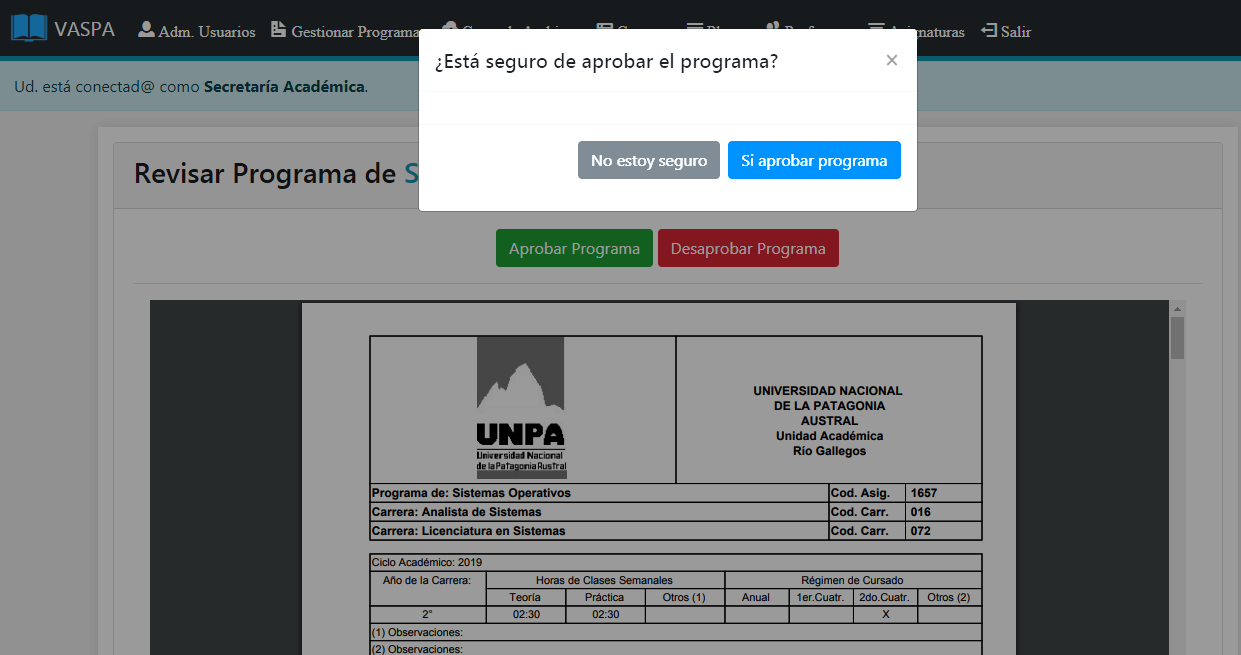 VASPA Adm. Usuarios Gestionar Programa Salir
¿Está seguro de aprobar el programa? ×
Ud. está conectad@ como Secretaría Académica.
No estoy seguro Si aprobar programa
Revisar Programa de S
Aprobar Programa Desaprobar Programa
UNPA
Universidad Nacional
de la Patagonia Austral
UNIVERSIDAD NACIONAL
DE LA PATAGONIA
AUSTRAL
Unidad Académica
Río Gallegos
Programa de: Sistemas Operativos Cod. Asig. 1657
Carrera: Analista de Sistemas Cod. Carr. 016
Carrera: Licenciatura en Sistemas Cod. Carr. 072
Ciclo Académico: 2019
Año de la Carrera: Horas de Clases Semanales Régimen de Cursado
Teoría Práctica Otros (1) Anual 1er.Cuatr. 2do.Cuatr. Otros (2)
2° 02:30 02:30 X
(1) Observaciones:
(2) Observaciones: